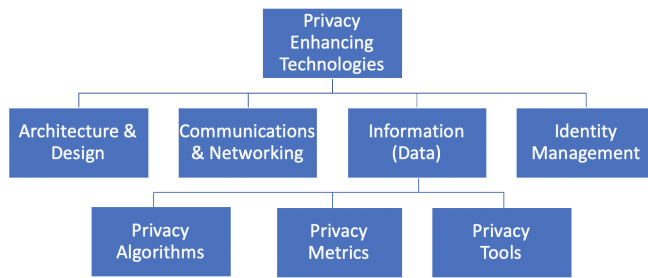 Privacy
Enhancing
Technologies
Architecture &
Design
Communications
& Networking
Information
(Data)
Identity
Management
Privacy
Algorithms
Privacy
Metrics
Privacy
Tools